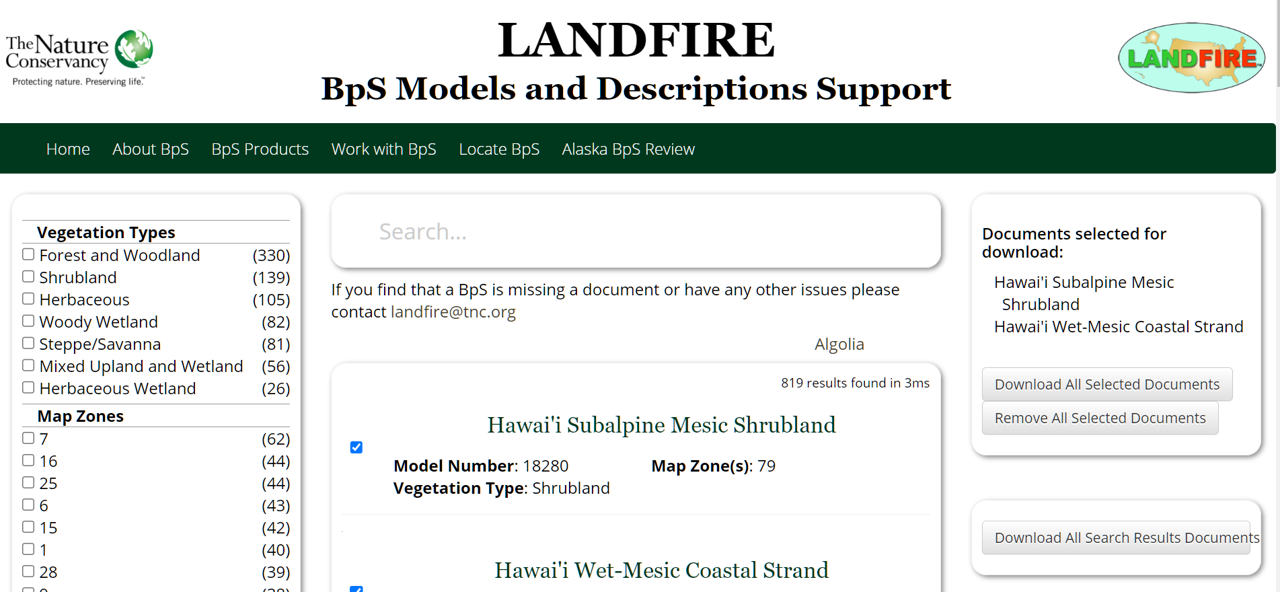 The Nature
Conservancy
Protecting nature. Preserving life.™
LANDFIRE
BpS Models and Descriptions Support
LANDFIRE
Home About BpS BpS Products Work with BpS Locate BpS Alaska BpS Review
Vegetation Types
Forest and Woodland (330)
Shrubland (139)
Herbaceous (105)
Woody Wetland (82)
Steppe/Savanna (81)
Mixed Upland and Wetland (56)
Herbaceous Wetland (26)
Map Zones
7 (62)
16 (44)
25 (44)
6 (43)
15 (42)
1 (40)
28 (39)
Search...
If you find that a BpS is missing a document or have any other issues please
contact landfire@tnc.org
Algolia
819 results found in 3ms
Hawai'i Subalpine Mesic Shrubland
Model Number: 18280 Map Zone(s): 79
Vegetation Type: Shrubland
Hawai'i Wet-Mesic Coastal Strand
Documents selected for
download:
Hawai'i Subalpine Mesic
Shrubland
Hawai'i Wet-Mesic Coastal Strand
Download All Selected Documents
Remove All Selected Documents
Download All Search Results Documents